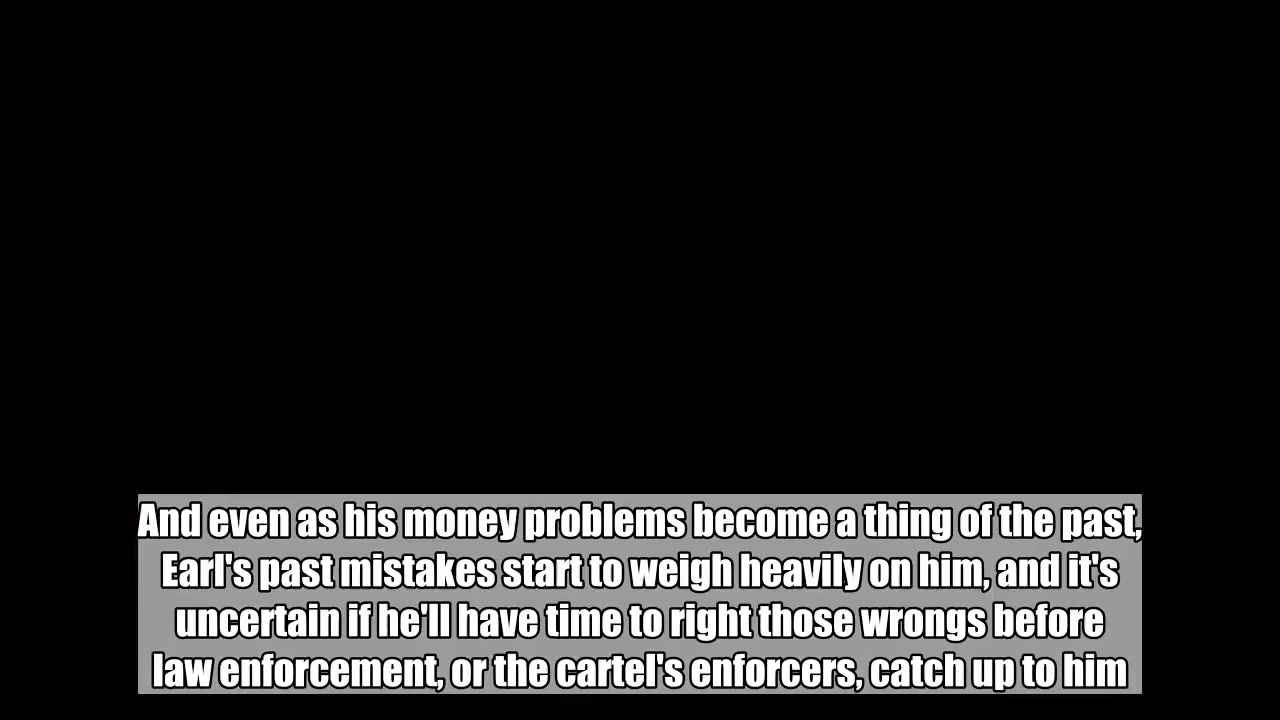 And even as his money problems become a thing of the past,
Earl's past mistakes start to weigh heavily on him, and it's
uncertain if he'll have time to right those wrongs before
law enforcement, or the cartel's enforcers, catch up to him